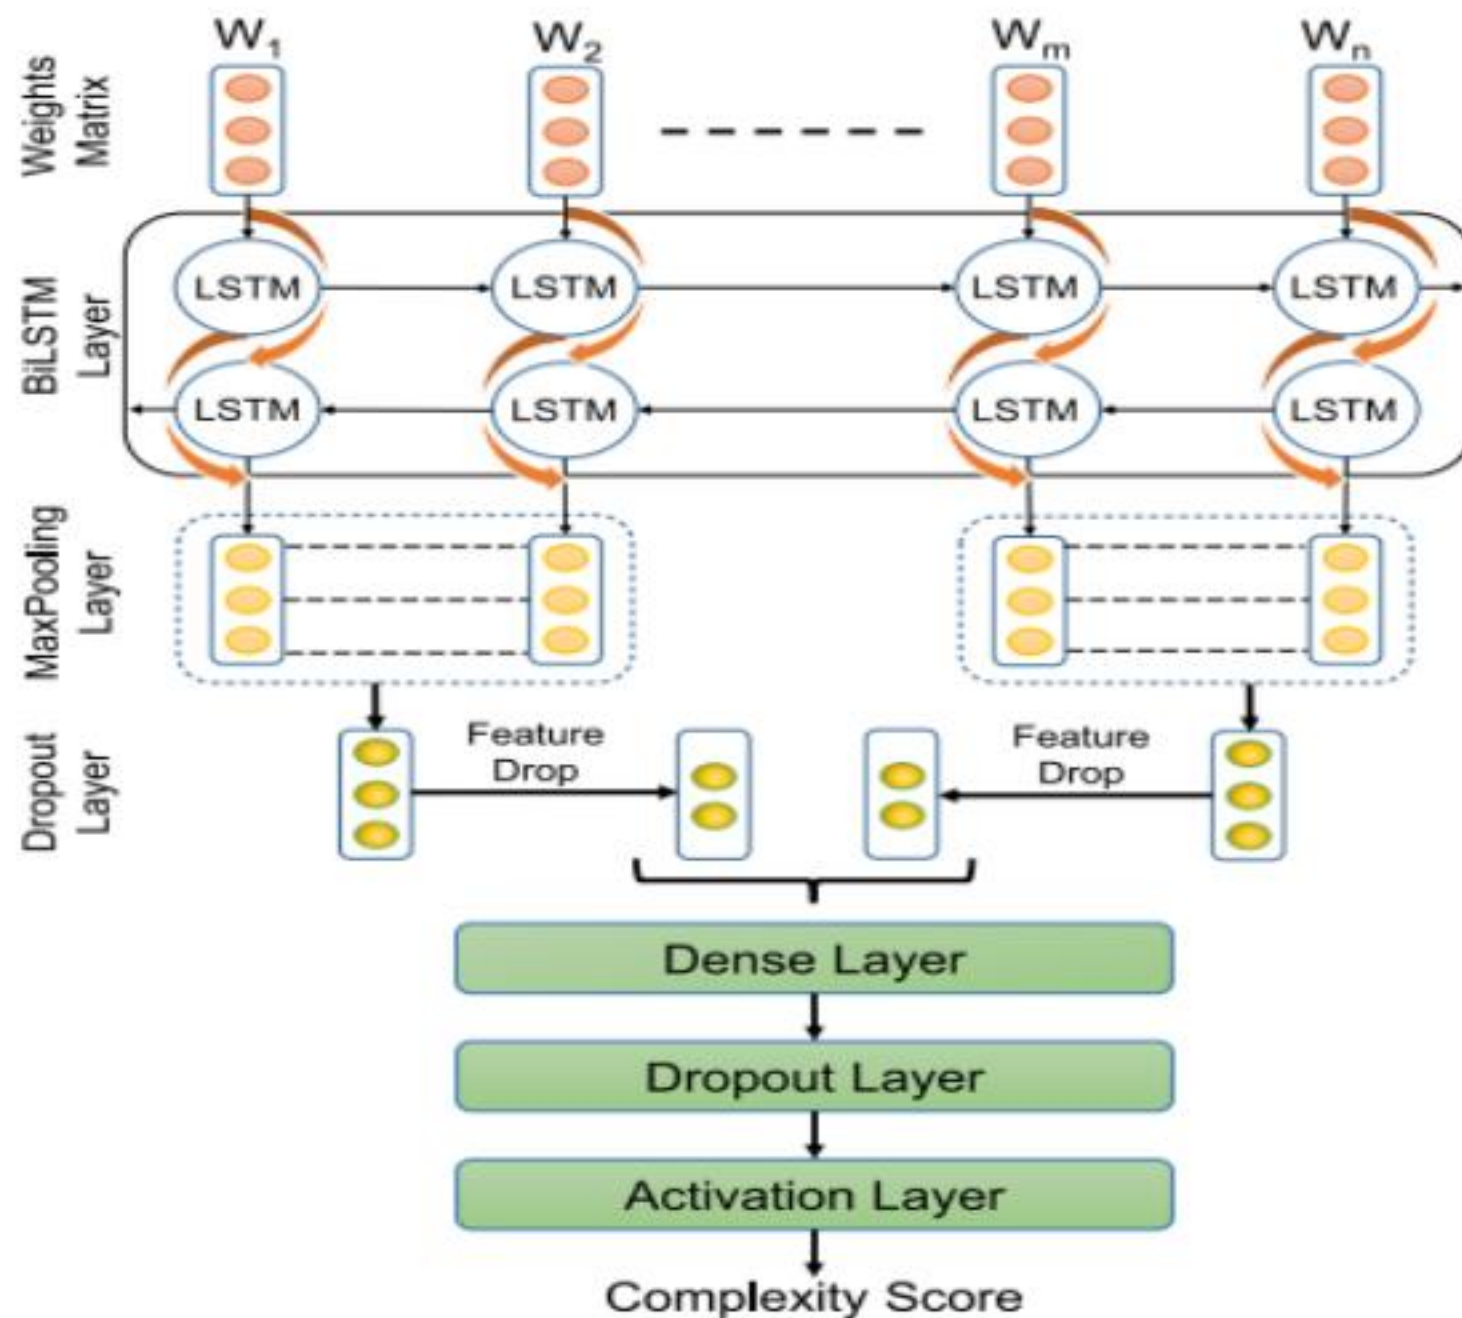 W1 W2 Wm Wn
Weights
Matrix
LSTM LSTM LSTM LSTM
BiLSTM
Layer
LSTM LSTM LSTM LSTM
MaxPooling
Layer
Dropout
Layer
Feature
Drop
Feature
Drop
Dense Layer
Dropout Layer
Activation Layer
Complexity Score